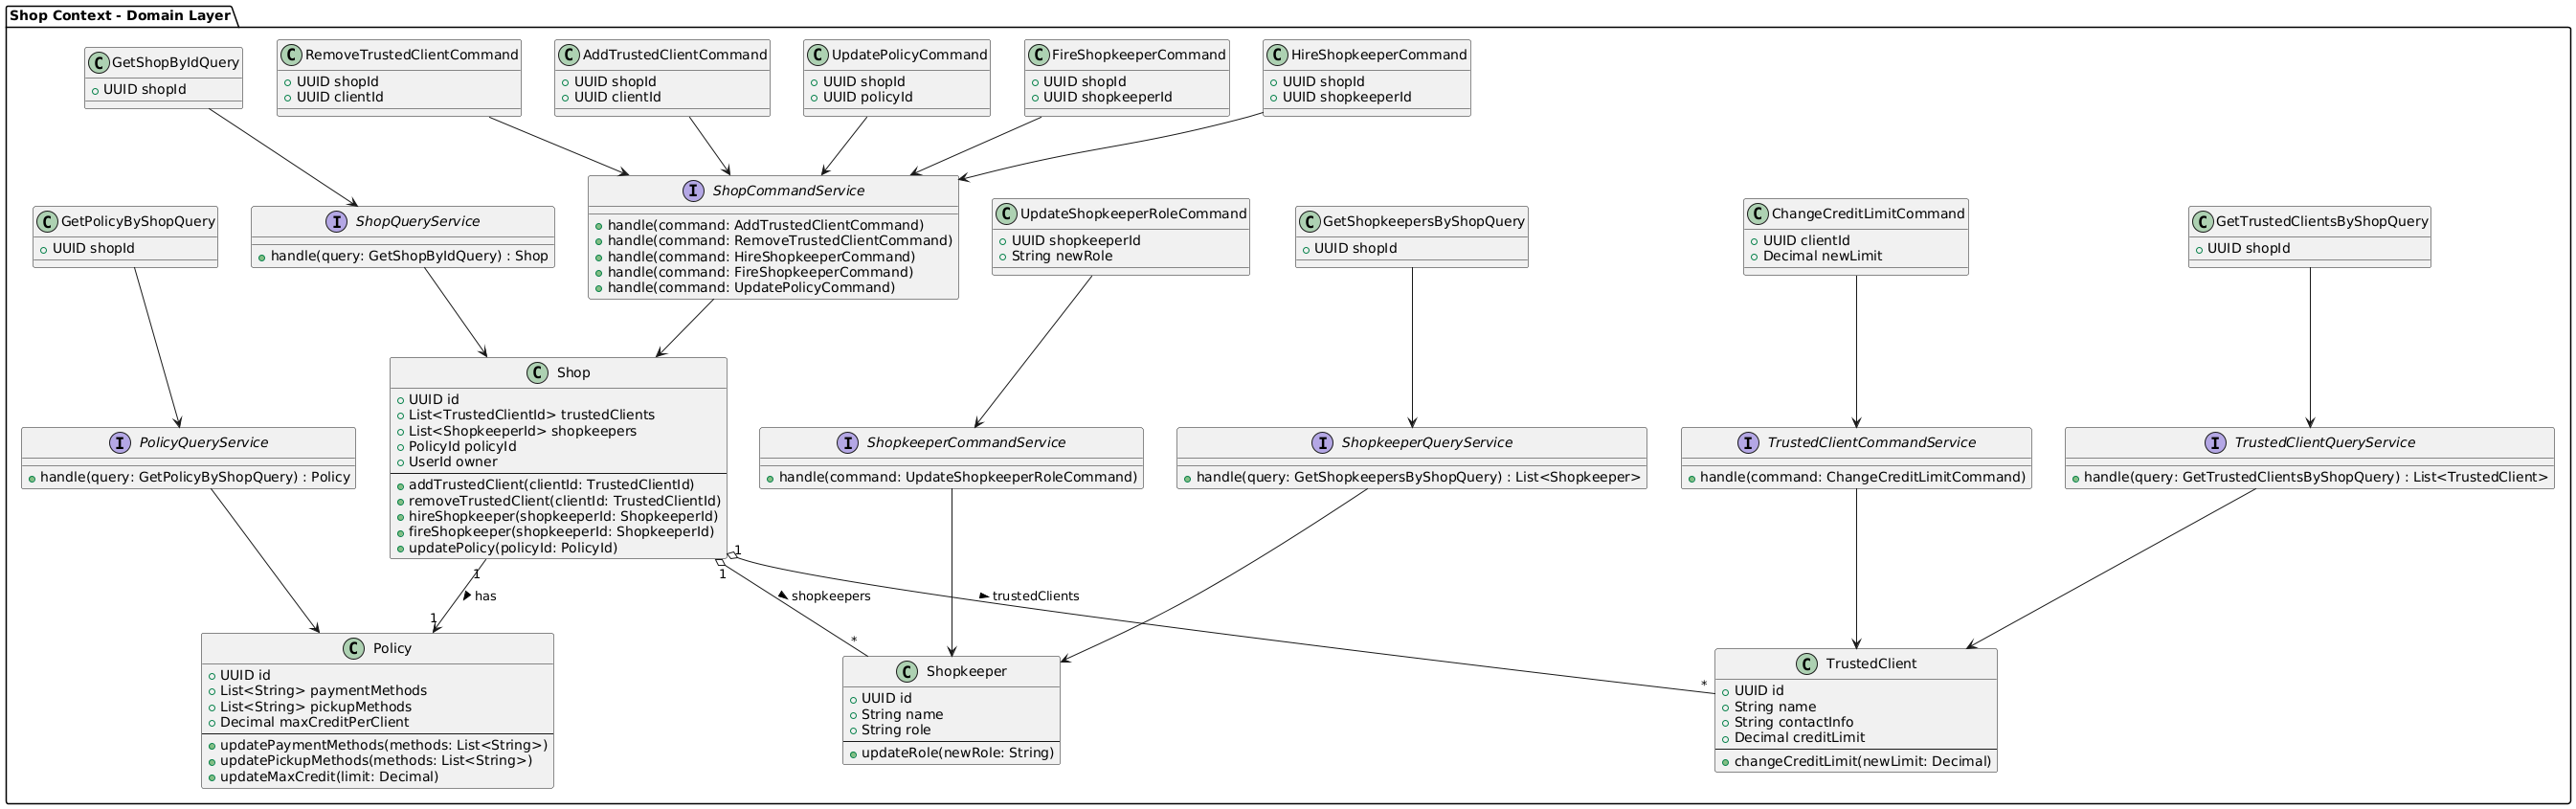 Shop Context - Domain Layer
GetShopByIdQuery
UUID shopId
RemoveTrustedClientCommand
UUID shopId
UUID clientId
AddTrustedClientCommand
UUID shopId
UUID clientId
UpdatePolicyCommand
UUID shopId
UUID policyId
FireShopkeeperCommand
UUID shopId
UUID shopkeeperId
HireShopkeeperCommand
UUID shopId
UUID shopkeeperId
GetPolicyByShopQuery
UUID shopId
ShopQueryService
handle(query: GetShopByIdQuery) : Shop
ShopCommandService
handle(command: AddTrustedClientCommand)
handle(command: RemoveTrustedClientCommand)
handle(command: HireShopkeeperCommand)
handle(command: FireShopkeeperCommand)
handle(command: UpdatePolicyCommand)
UpdateShopkeeperRoleCommand
UUID shopkeeperId
String newRole
GetShopkeepersByShopQuery
UUID shopId
ChangeCreditLimitCommand
UUID clientId
Decimal newLimit
GetTrustedClientsByShopQuery
UUID shopId
PolicyQueryService
handle(query: GetPolicyByShopQuery) : Policy
Shop
UUID id
List<TrustedClientId> trustedClients
List<ShopkeeperId> shopkeepers
PolicyId policyId
UserId owner
addTrustedClient(clientId: TrustedClientId)
removeTrustedClient(clientId: TrustedClientId)
hireShopkeeper(shopkeeperId: ShopkeeperId)
fireShopkeeper(shopkeeperId: ShopkeeperId)
updatePolicy(policyId: PolicyId)
ShopkeeperCommandService
handle(command: UpdateShopkeeperRoleCommand)
ShopkeeperQueryService
handle(query: GetShopkeepersByShopQuery) : List<Shopkeeper>
TrustedClientCommandService
handle(command: ChangeCreditLimitCommand)
TrustedClientQueryService
handle(query: GetTrustedClientsByShopQuery) : List<TrustedClient>
1
1
1
has
shopkeepers
trustedClients
1
*
*
Policy
UUID id
List<String> paymentMethods
List<String> pickupMethods
Decimal maxCreditPerClient
updatePaymentMethods(methods: List<String>)
updatePickupMethods(methods: List<String>)
updateMaxCredit(limit: Decimal)
Shopkeeper
UUID id
String name
String role
updateRole(newRole: String)
TrustedClient
UUID id
String name
String contactInfo
Decimal creditLimit
changeCreditLimit(newLimit: Decimal)